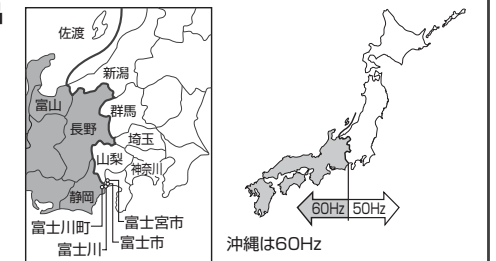 佐渡
新潟
富山
群馬
長野
埼玉
山梨
神奈川
静岡
富士川町
富士宮市
富士市
富士川
60Hz
50Hz
沖縄は60Hz